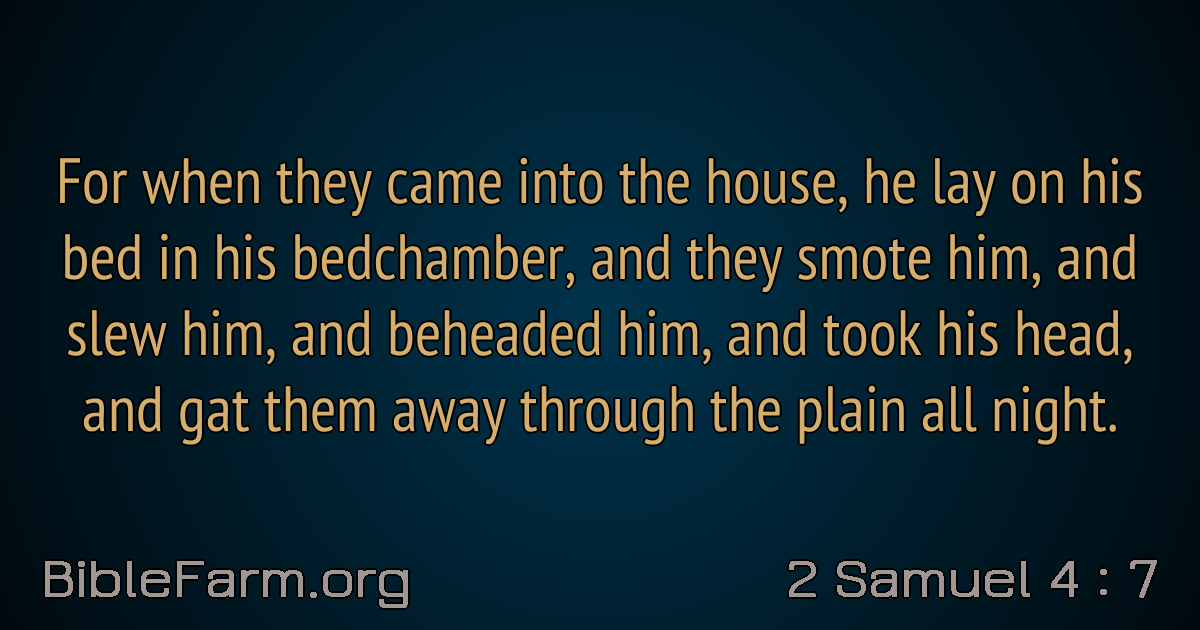 For when they came into the house, he lay on his
bed in his bedchamber, and they smote him, and
slew him, and beheaded him, and took his head,
and gat them away through the plain all night.
BibleFarm.org
2 Samuel 4 : 7